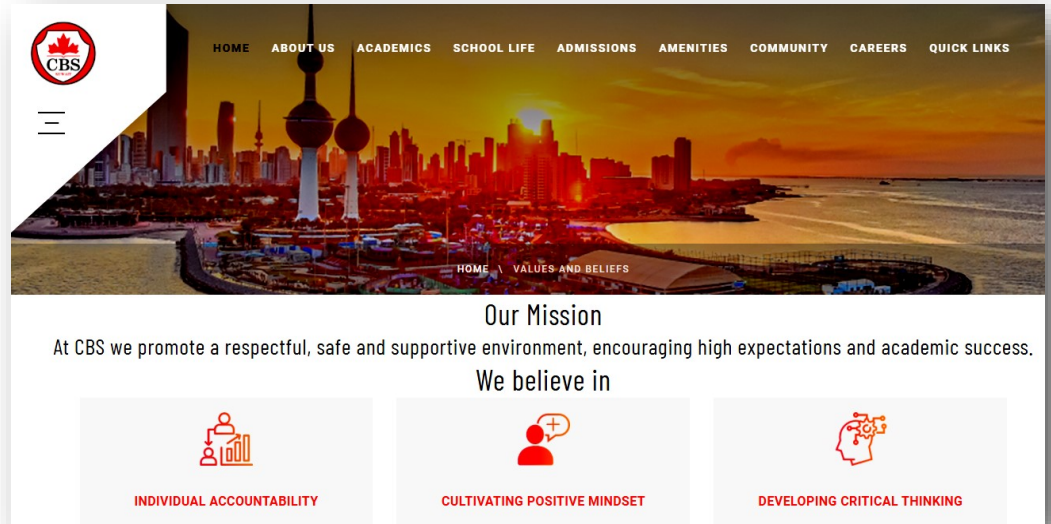 CBS
HOME ABOUT US ACADEMICS SCHOOL LIFE ADMISSIONS AMENITIES COMMUNITY CAREERS QUICK LINKS
HOME \ VALUES AND BELIEFS
Our Mission
At CBS we promote a respectful, safe and supportive environment, encouraging high expectations and academic success.
We believe in
INDIVIDUAL ACCOUNTABILITY
CULTIVATING POSITIVE MINDSET
DEVELOPING CRITICAL THINKING